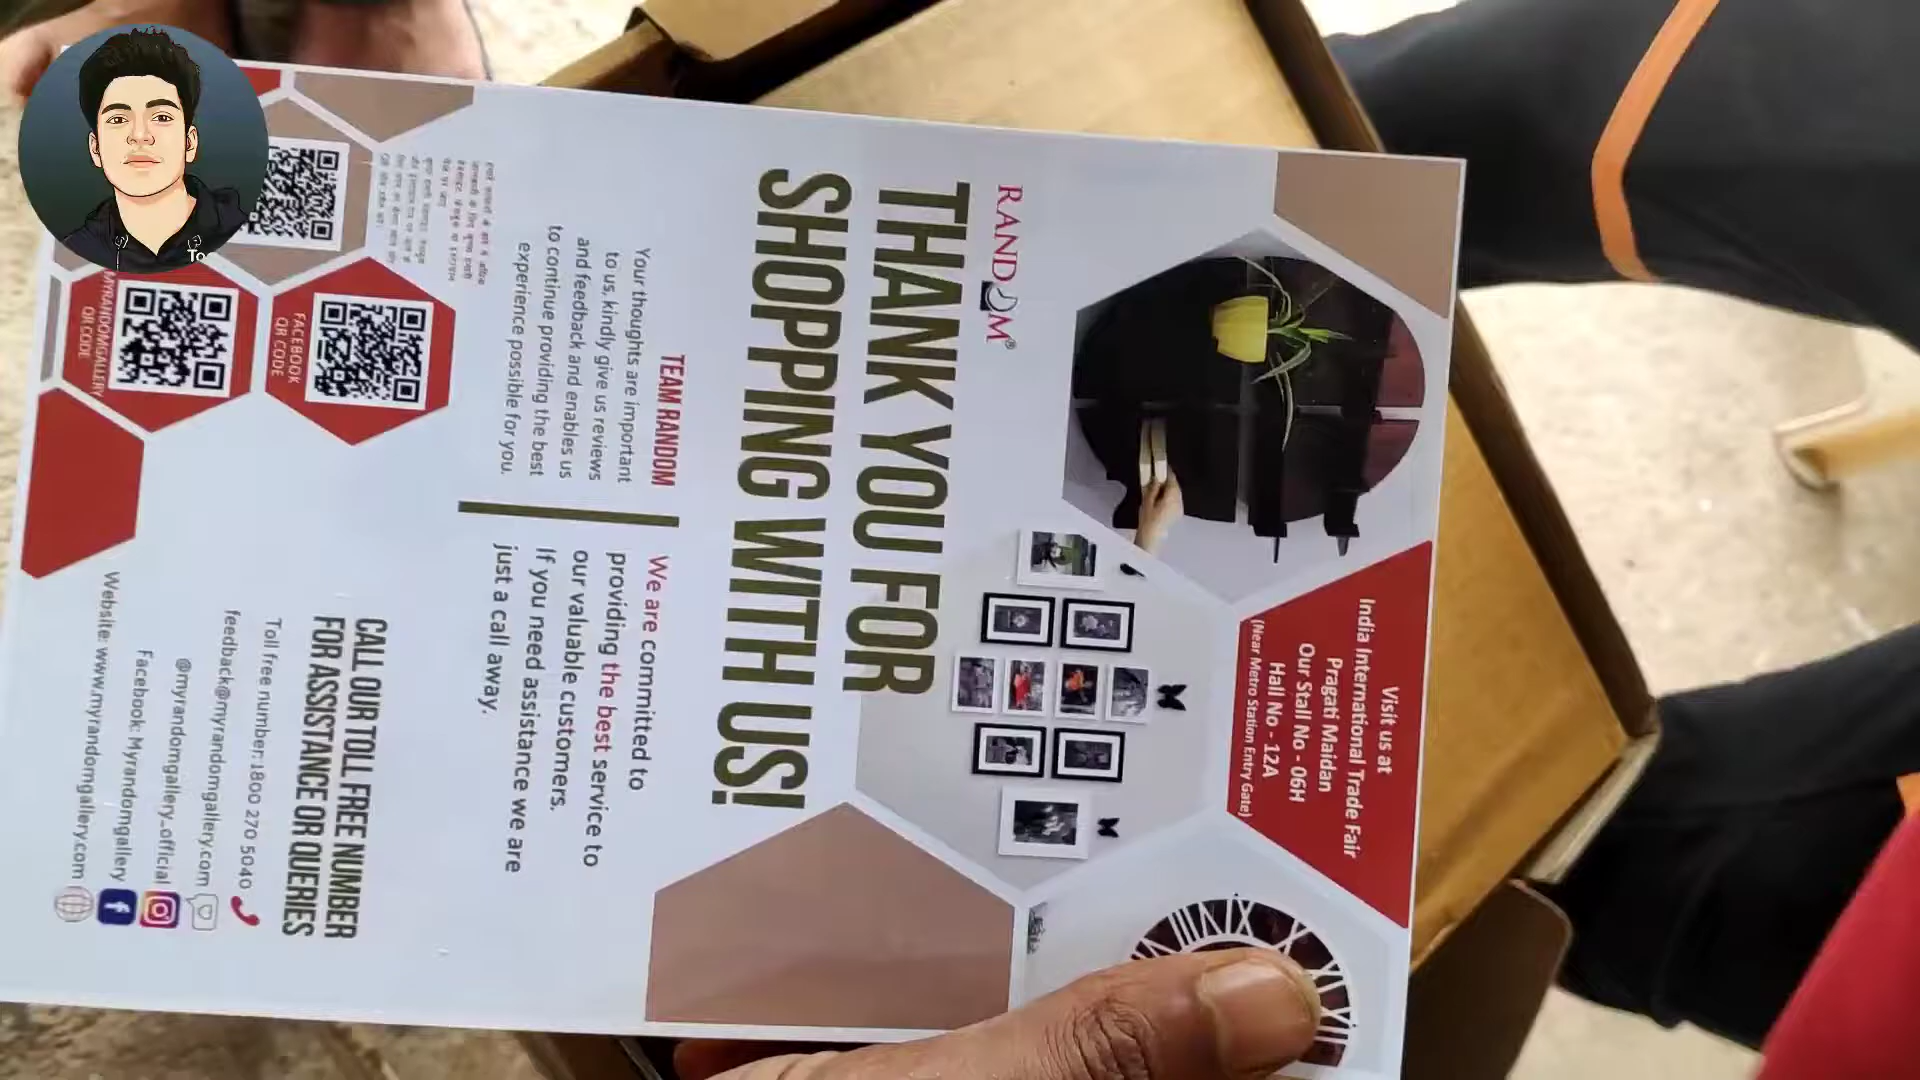 RANDOM®
THANK YOU FOR
SHOPPING WITH US!
TEAM RANDOM
Your thoughts are important
to us, kindly give us reviews
and feedback and enables us
to continue providing the best
experience possible for you.
We are committed to
providing the best service to
our valuable customers.
If you need assistance we are
just a call away.
Visit us at
India International Trade Fair
Pragati Maidan
Our Stall No - 06H
Hall No - 12A
(Near Metro Station Entry Gate)
FACEBOOK
QR CODE
MYRANDOMGALLERY
QR CODE
CALL OUR TOLL FREE NUMBER
FOR ASSISTANCE OR QUERIES
Toll free number:1800 270 5040
feedback@myrandomgallery.com
@myrandomgallery_official
Facebook: Myrandomgallery
Website: www.myrandomgallery.com